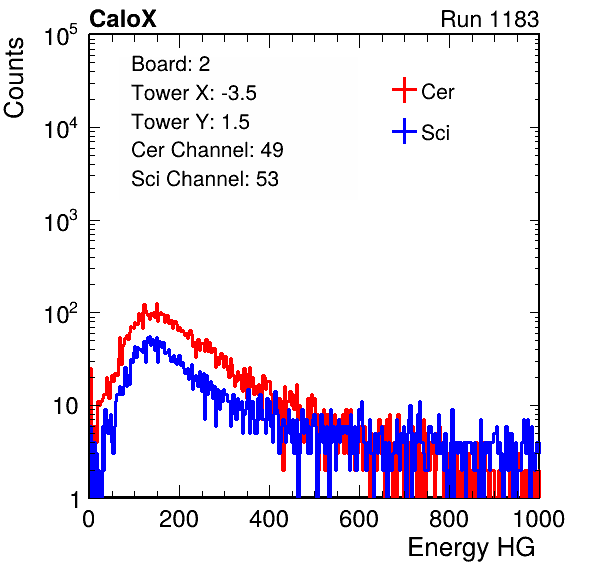 CaloX Run 1183
Counts
10^5
10^4
10^3
10^2
10
1
Board: 2
Tower X: -3.5
Tower Y: 1.5
Cer Channel: 49
Sci Channel: 53
Cer
Sci
0 200 400 600 800 1000
Energy HG